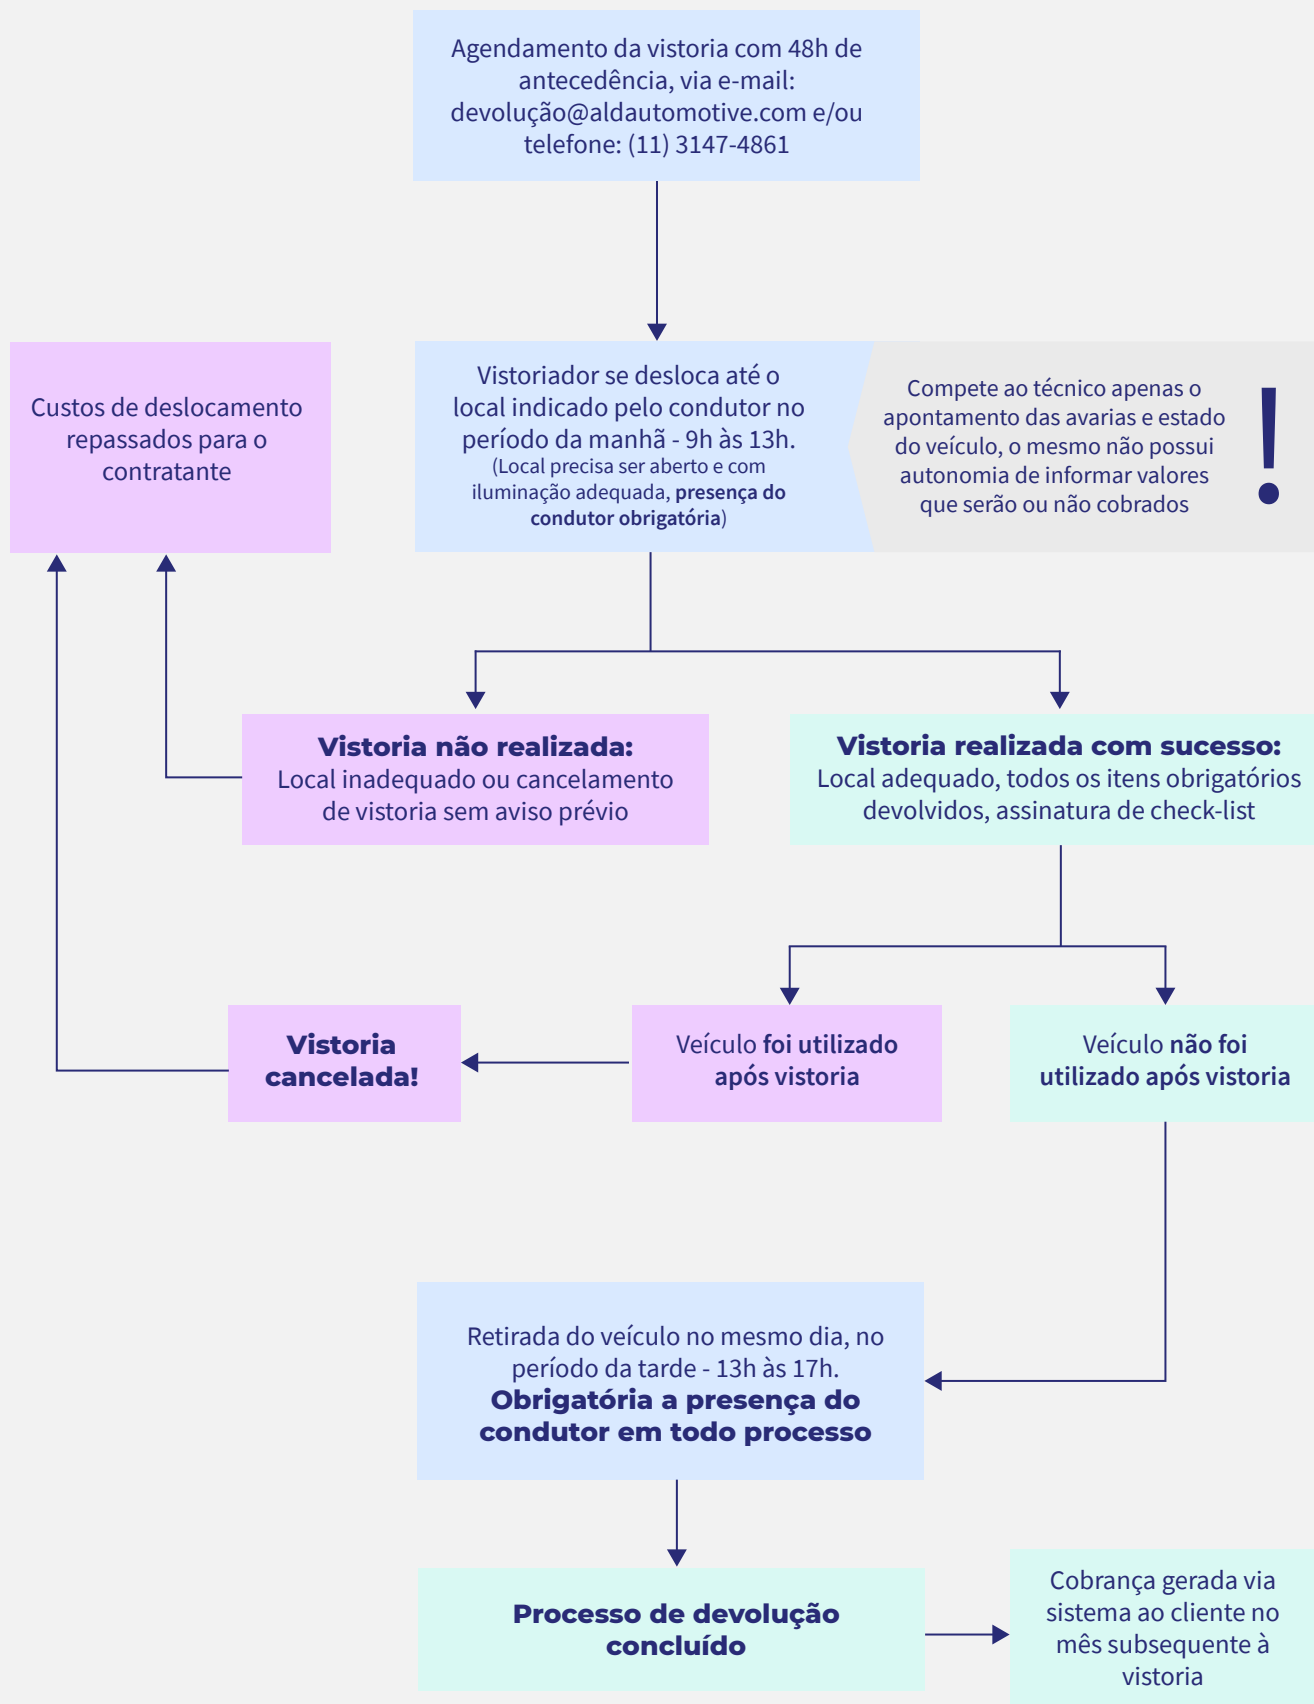 Agendamento da vistoria com 48h de
antecedência, via e-mail:
devolução@aldautomotive.com e/ou
telefone: (11) 3147-4861
Custos de deslocamento
repassados para o
contratante
Vistoriador se desloca até o
local indicado pelo condutor no
período da manhã - 9h às 13h.
(Local precisa ser aberto e com
iluminação adequada, presença do
condutor obrigatória)
Compete ao técnico apenas o
apontamento das avarias e estado
do veículo, o mesmo não possui
autonomia de informar valores
que serão ou não cobrados
!
Vistoria não realizada:
Local inadequado ou cancelamento
de vistoria sem aviso prévio
Vistoria realizada com sucesso:
Local adequado, todos os itens obrigatórios
devolvidos, assinatura de check-list
Vistoria
cancelada!
Veículo foi utilizado
após vistoria
Veículo não foi
utilizado após vistoria
Retirada do veículo no mesmo dia, no
período da tarde - 13h às 17h.
Obrigatória a presença do
condutor em todo processo
Processo de devolução
concluído
Cobrança gerada via
sistema ao cliente no
mês subsequente à
vistoria